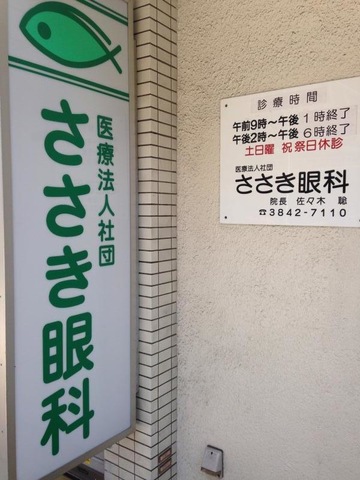 医療法人社団
ささき眼科
診療時間
午前9時～午後1時終了
午後2時～午後6時終了
土日曜 祝祭日休診
医療法人社団
ささき眼科
院長 佐々木 聡
☎3842-7110